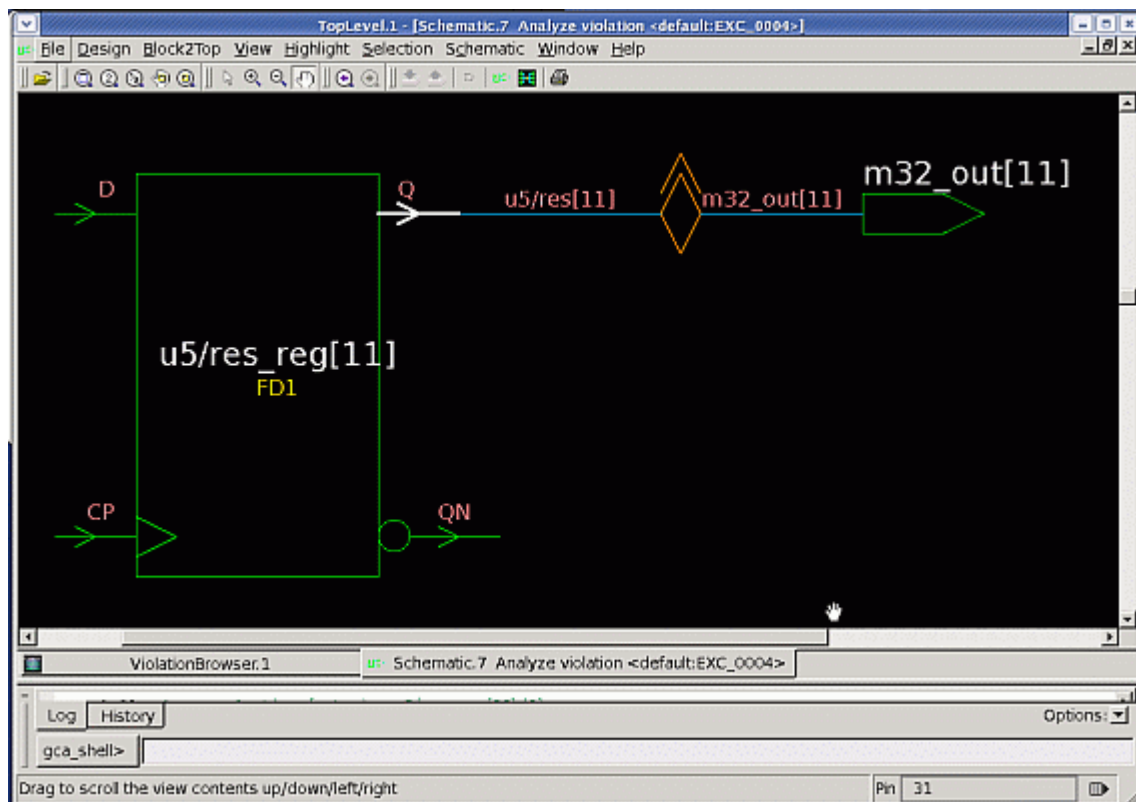 TopLevel.1 - [Schematic.7 Analyze violation <default:EXC_0004>]
File Design Block2Top View Highlight Selection Schematic Window Help
m32_out[11]
D Q u5/res[11] m32_out[11]
u5/res_reg[11]
FD1
CP QN
ViolationBrowser.1 Schematic.7 Analyze violation <default:EXC_0004>
Log History Options:
gca_shell>
Drag to scroll the view contents up/down/left/right Pin 31